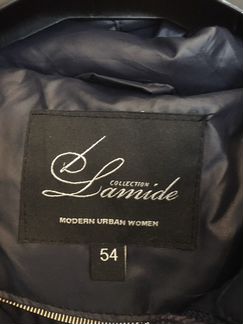 COLLECTION
Lamide
MODERN URBAN WOMEN
54